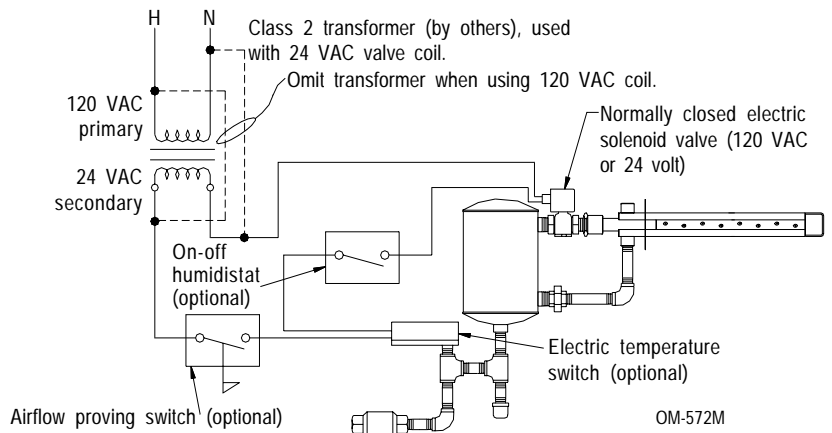 H N
Class 2 transformer (by others), used
with 24 VAC valve coil.
Omit transformer when using 120 VAC coil.
120 VAC
primary
Normally closed electric
solenoid valve (120 VAC
or 24 volt)
24 VAC
secondary
On-off
humidistat
(optional)
Electric temperature
switch (optional)
Airflow proving switch (optional)
OM-572M